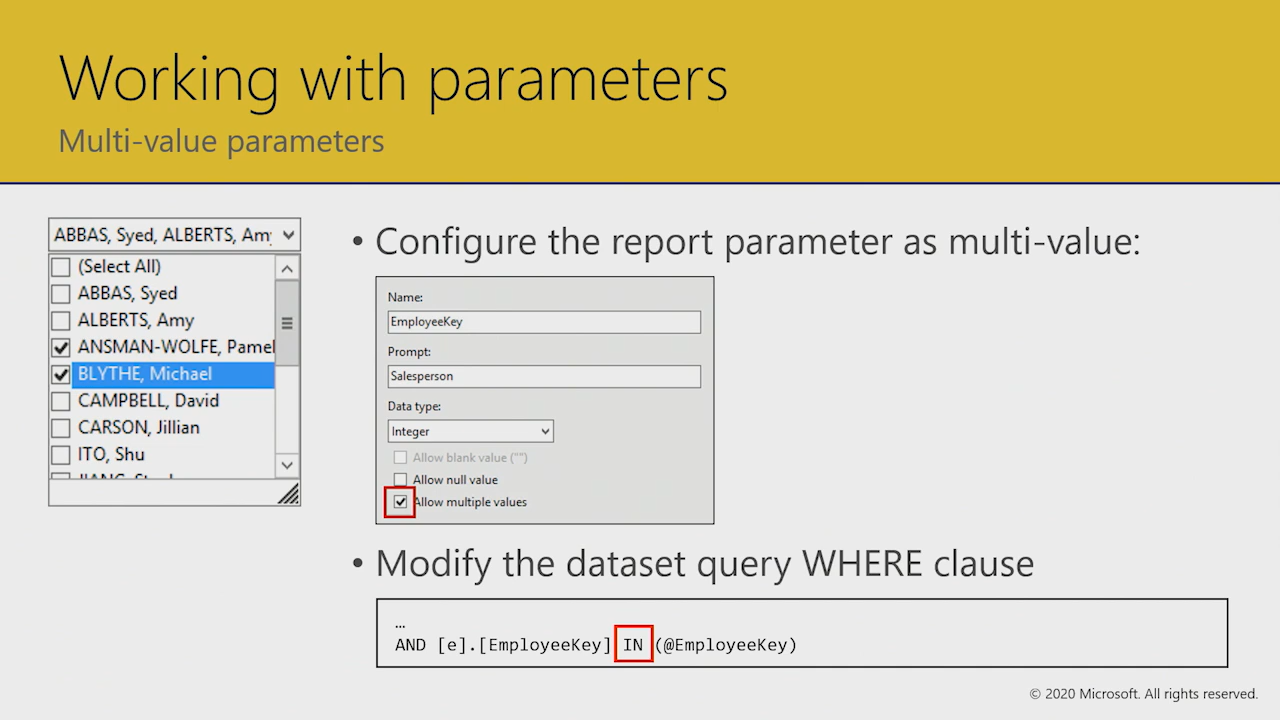 Working with parameters
Multi-value parameters
ABBAS, Syed, ALBERTS, Am
(Select All)
ABBAS, Syed
ALBERTS, Amy
ANSMAN-WOLFE, Pamel
BLYTHE, Michael
CAMPBELL, David
CARSON, Jillian
ITO, Shu
• Configure the report parameter as multi-value:
Name:
EmployeeKey
Prompt:
Salesperson
Data type:
Integer
Allow blank value ("")
Allow null value
Allow multiple values
• Modify the dataset query WHERE clause
…
AND [e].[EmployeeKey] IN (@EmployeeKey)
© 2020 Microsoft. All rights reserved.